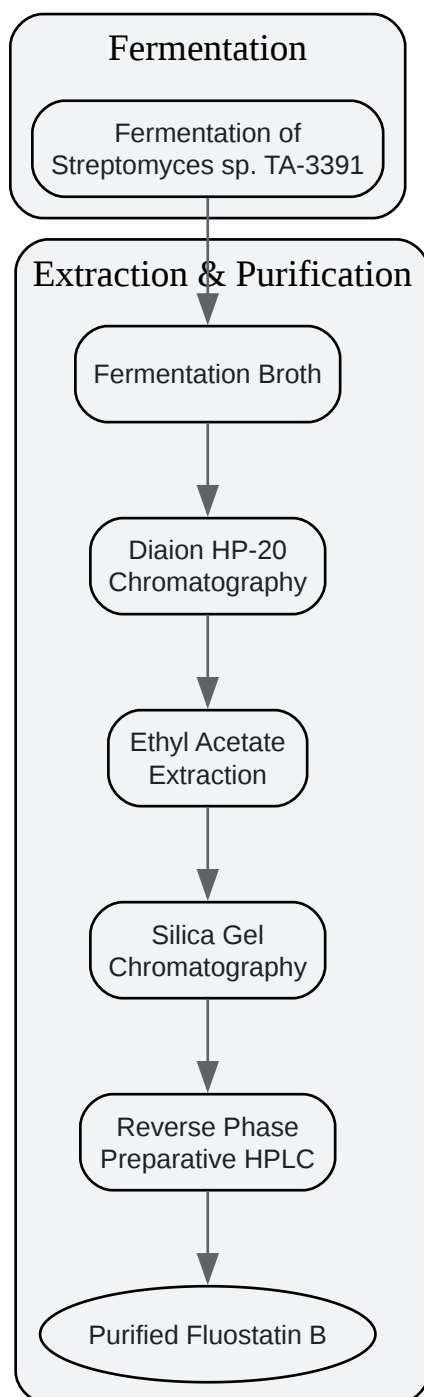 Fermentation
Fermentation of
Streptomyces sp. TA-3391
Extraction & Purification
Fermentation Broth
Diaion HP-20
Chromatography
Ethyl Acetate
Extraction
Silica Gel
Chromatography
Reverse Phase
Preparative HPLC
Purified Fluostatin B